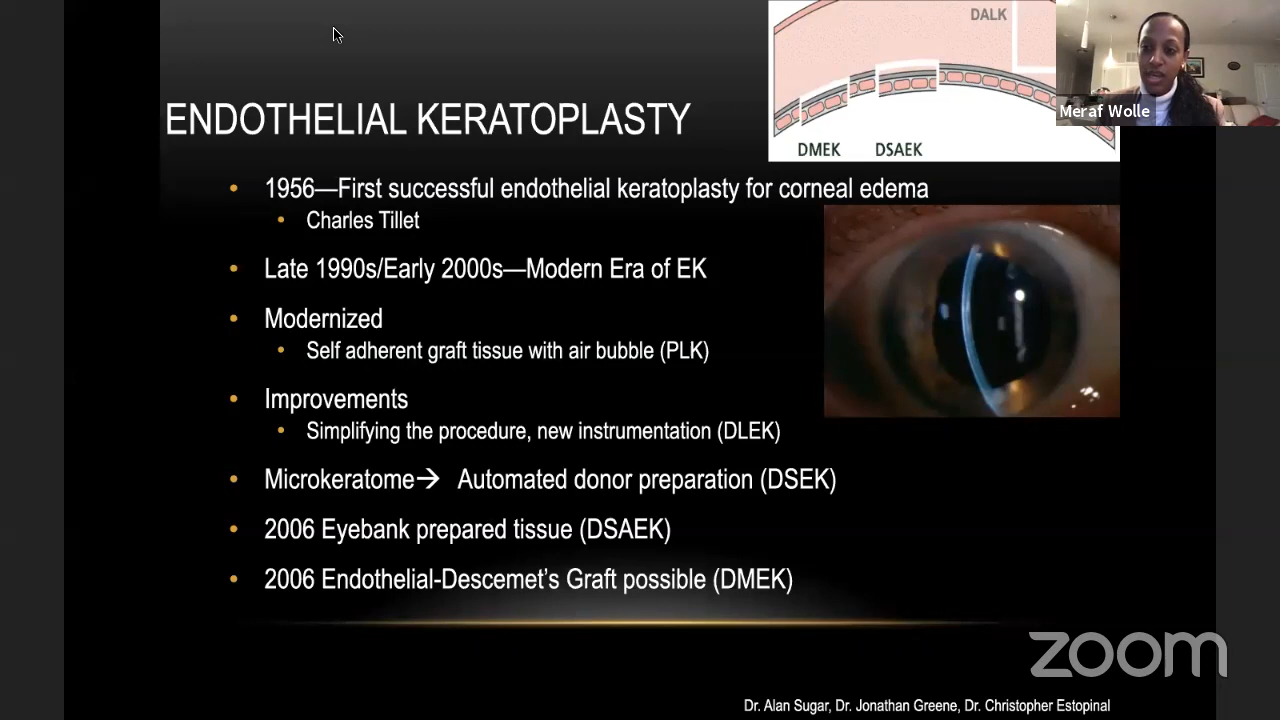 DALK
Meraf Wolle
ENDOTHELIAL KERATOPLASTY
DMEK DSAEK
• 1956—First successful endothelial keratoplasty for corneal edema
• Charles Tillet
• Late 1990s/Early 2000s—Modern Era of EK
• Modernized
• Self adherent graft tissue with air bubble (PLK)
• Improvements
• Simplifying the procedure, new instrumentation (DLEK)
• Microkeratome→ Automated donor preparation (DSEK)
• 2006 Eyebank prepared tissue (DSAEK)
• 2006 Endothelial-Descemet’s Graft possible (DMEK)
zoom
Dr. Alan Sugar, Dr. Jonathan Greene, Dr. Christopher Estopinal